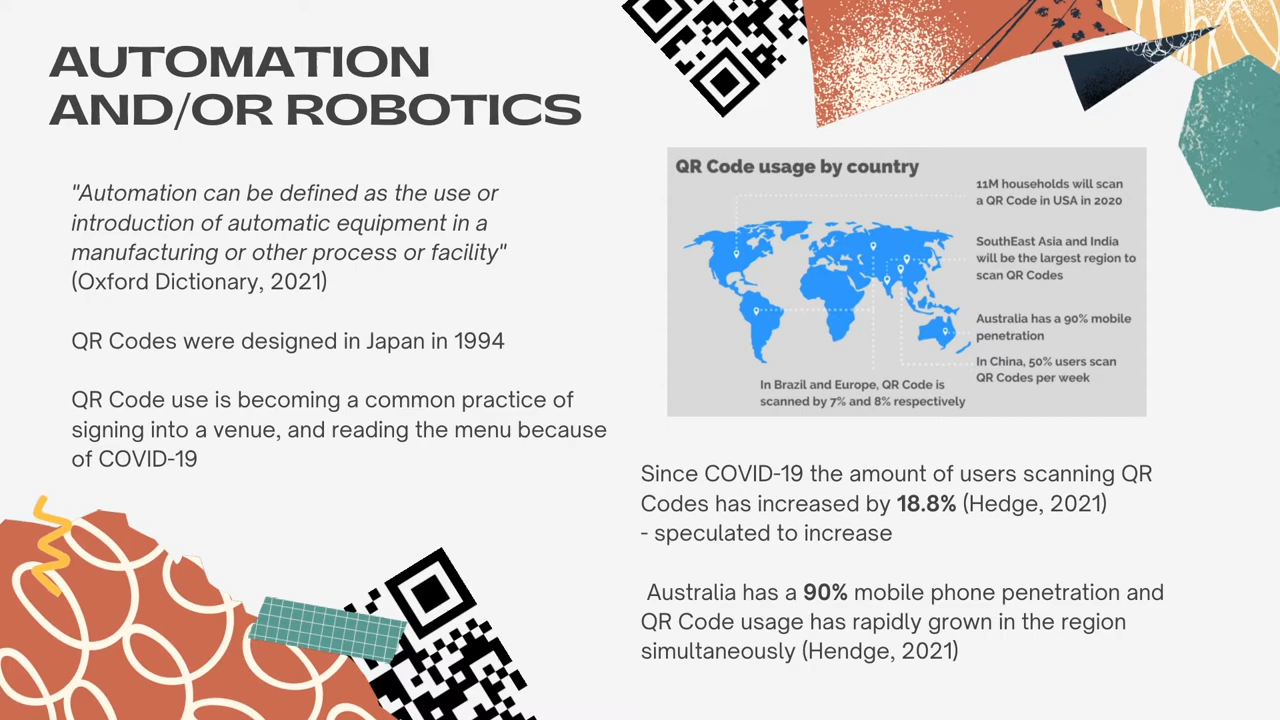 AUTOMATION
AND/OR ROBOTICS
"Automation can be defined as the use or
introduction of automatic equipment in a
manufacturing or other process or facility"
(Oxford Dictionary, 2021)
QR Codes were designed in Japan in 1994
QR Code use is becoming a common practice of
signing into a venue, and reading the menu because
of COVID-19
QR Code usage by country
11M households will scan
a QR Code in USA in 2020
SouthEast Asia and India
will be the largest region to
scan QR Codes
Australia has a 90% mobile
penetration
In China, 50% users scan
QR Codes per week
In Brazil and Europe, QR Code is
scanned by 7% and 8% respectively
Since COVID-19 the amount of users scanning QR
Codes has increased by 18.8% (Hedge, 2021)
- speculated to increase
Australia has a 90% mobile phone penetration and
QR Code usage has rapidly grown in the region
simultaneously (Hendge, 2021)